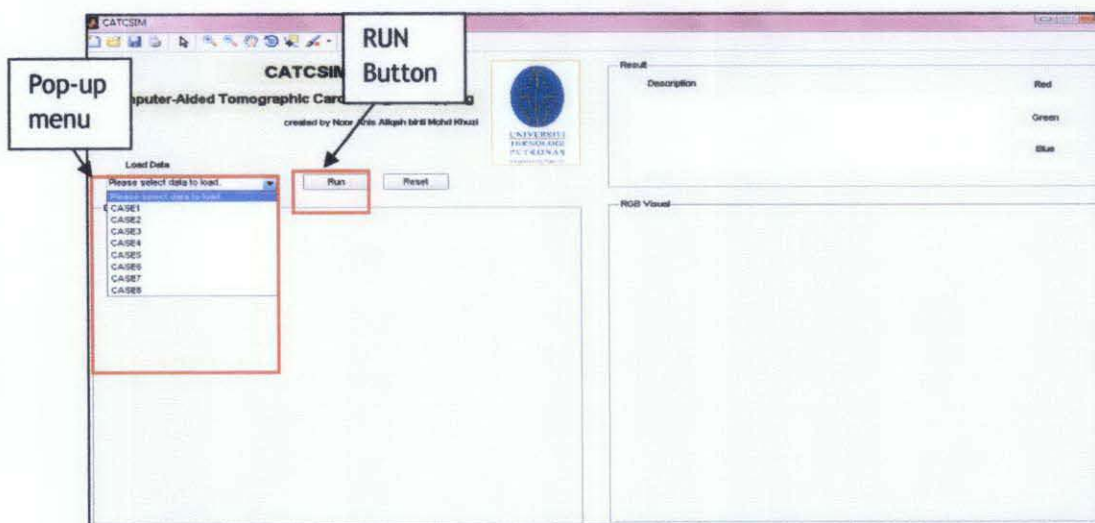 CATCSIM
RUN
Button
Pop-up
menu
CATCSIM
mputer-Aided Tomographic Card
created by Noor Anis Aliqah binti Mohd Khuzi
UNIVERSITI
TEKNOLOGI
PETRONAS
Load Data
Please select data to load.
Run
Reset
Please select data to load.
CASE1
CASE2
CASE3
CASE4
CASE5
CASE6
CASE7
CASE8
Result
Description
Red
Green
Blue
RGB Visual